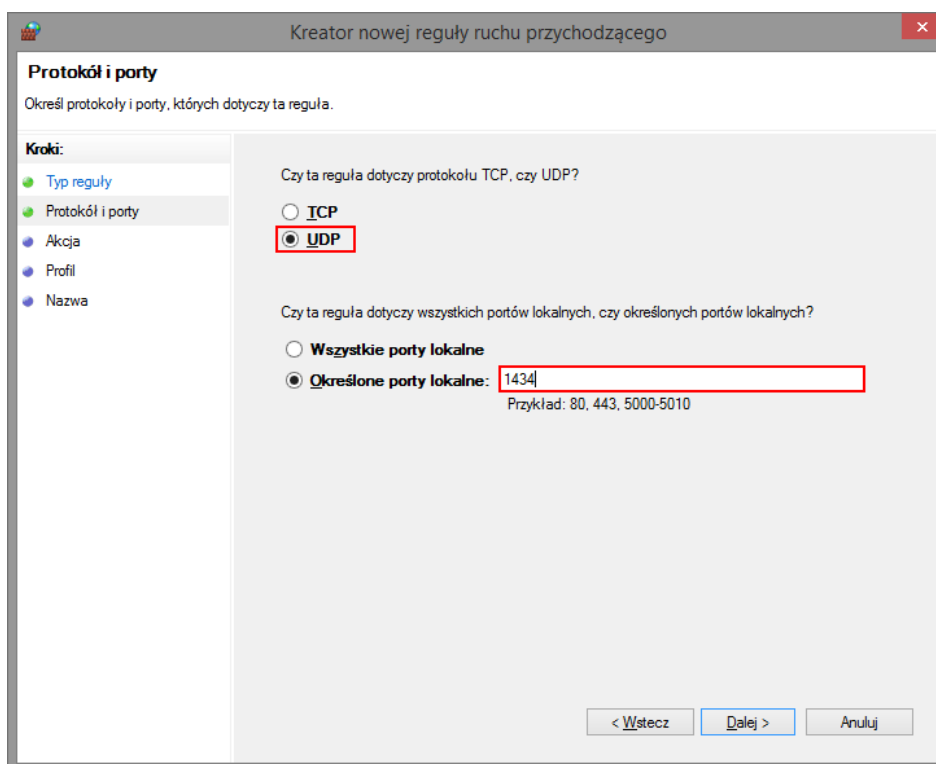 Kreator nowej reguły ruchu przychodzącego
Protokół i porty
Określ protokoły i porty, których dotyczy ta reguła.
Kroki:
Typ reguły
Protokół i porty
Akcja
Profil
Nazwa
Czy ta reguła dotyczy protokołu TCP, czy UDP?
TCP
UDP
Czy ta reguła dotyczy wszystkich portów lokalnych, czy określonych portów lokalnych?
Wszystkie porty lokalne
Określone porty lokalne: 1434
Przykład: 80, 443, 5000-5010
< Wstecz Dalej > Anuluj